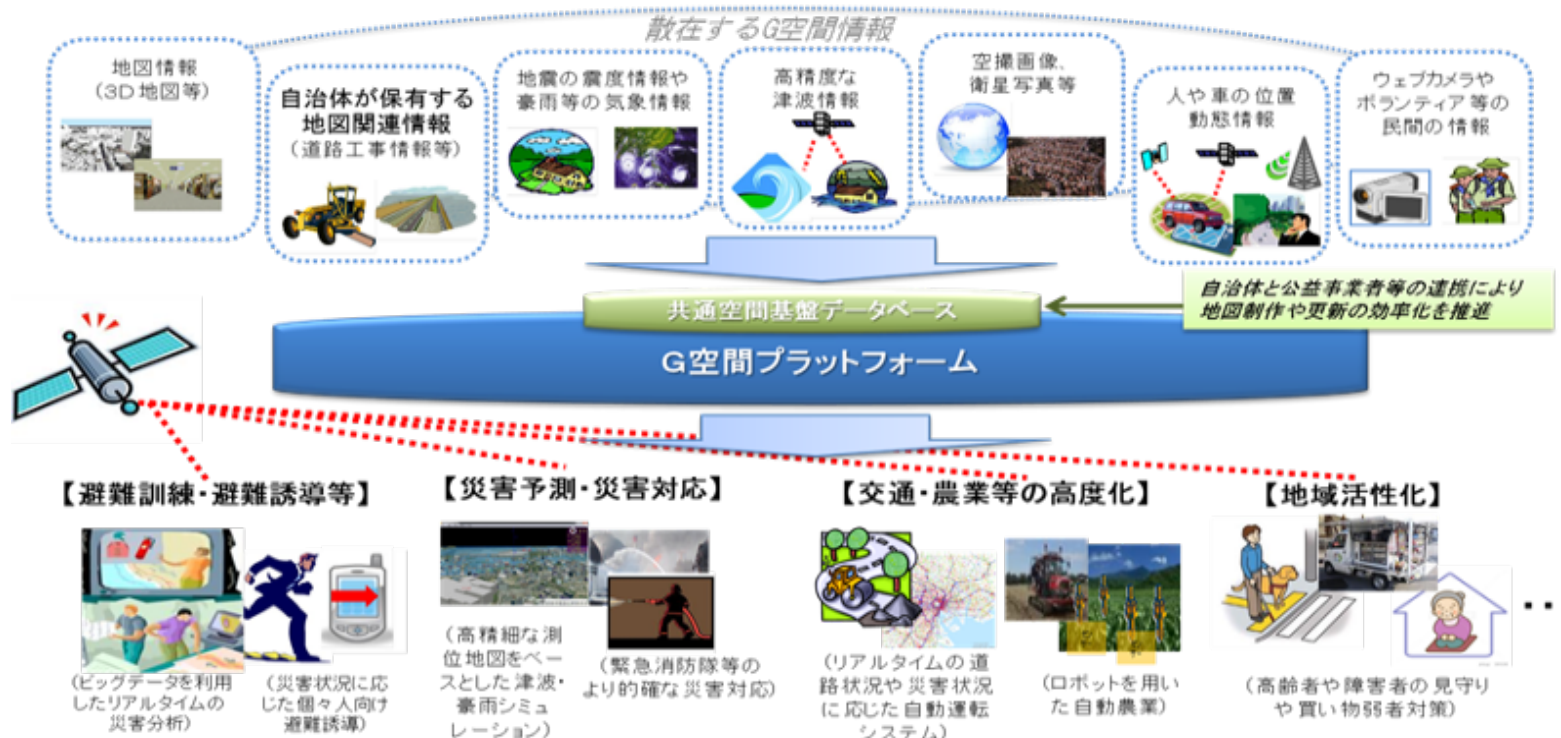 散在するG空間情報
地図情報
(3D地図等)
自治体が保有する
地図関連情報
(道路工事情報等)
地震の震度情報や
豪雨等の気象情報
高精度な
津波情報
空撮画像、
衛星写真等
人や車の位置
動態情報
ウェブカメラや
ボランティア等の
民間の情報
共通空間基盤データベース
自治体と公益事業者等の連携により
地図制作や更新の効率化を推進
G空間プラットフォーム
【避難訓練・避難誘導等】
(ビッグデータを利用
したリアルタイムの
災害分析)
(災害状況に応
じた個々人向け
避難誘導)
【災害予測・災害対応】
(高精細な測
位地図をベー
スとした津波・
豪雨シミュ
レーション)
(緊急消防隊等の
より的確な災害対応)
【交通・農業等の高度化】
(リアルタイムの道
路状況や災害状況
に応じた自動運転
システム)
(ロボットを用い
た自動農業)
【地域活性化】
(高齢者や障害者の見守り
や買い物弱者対策)
‥